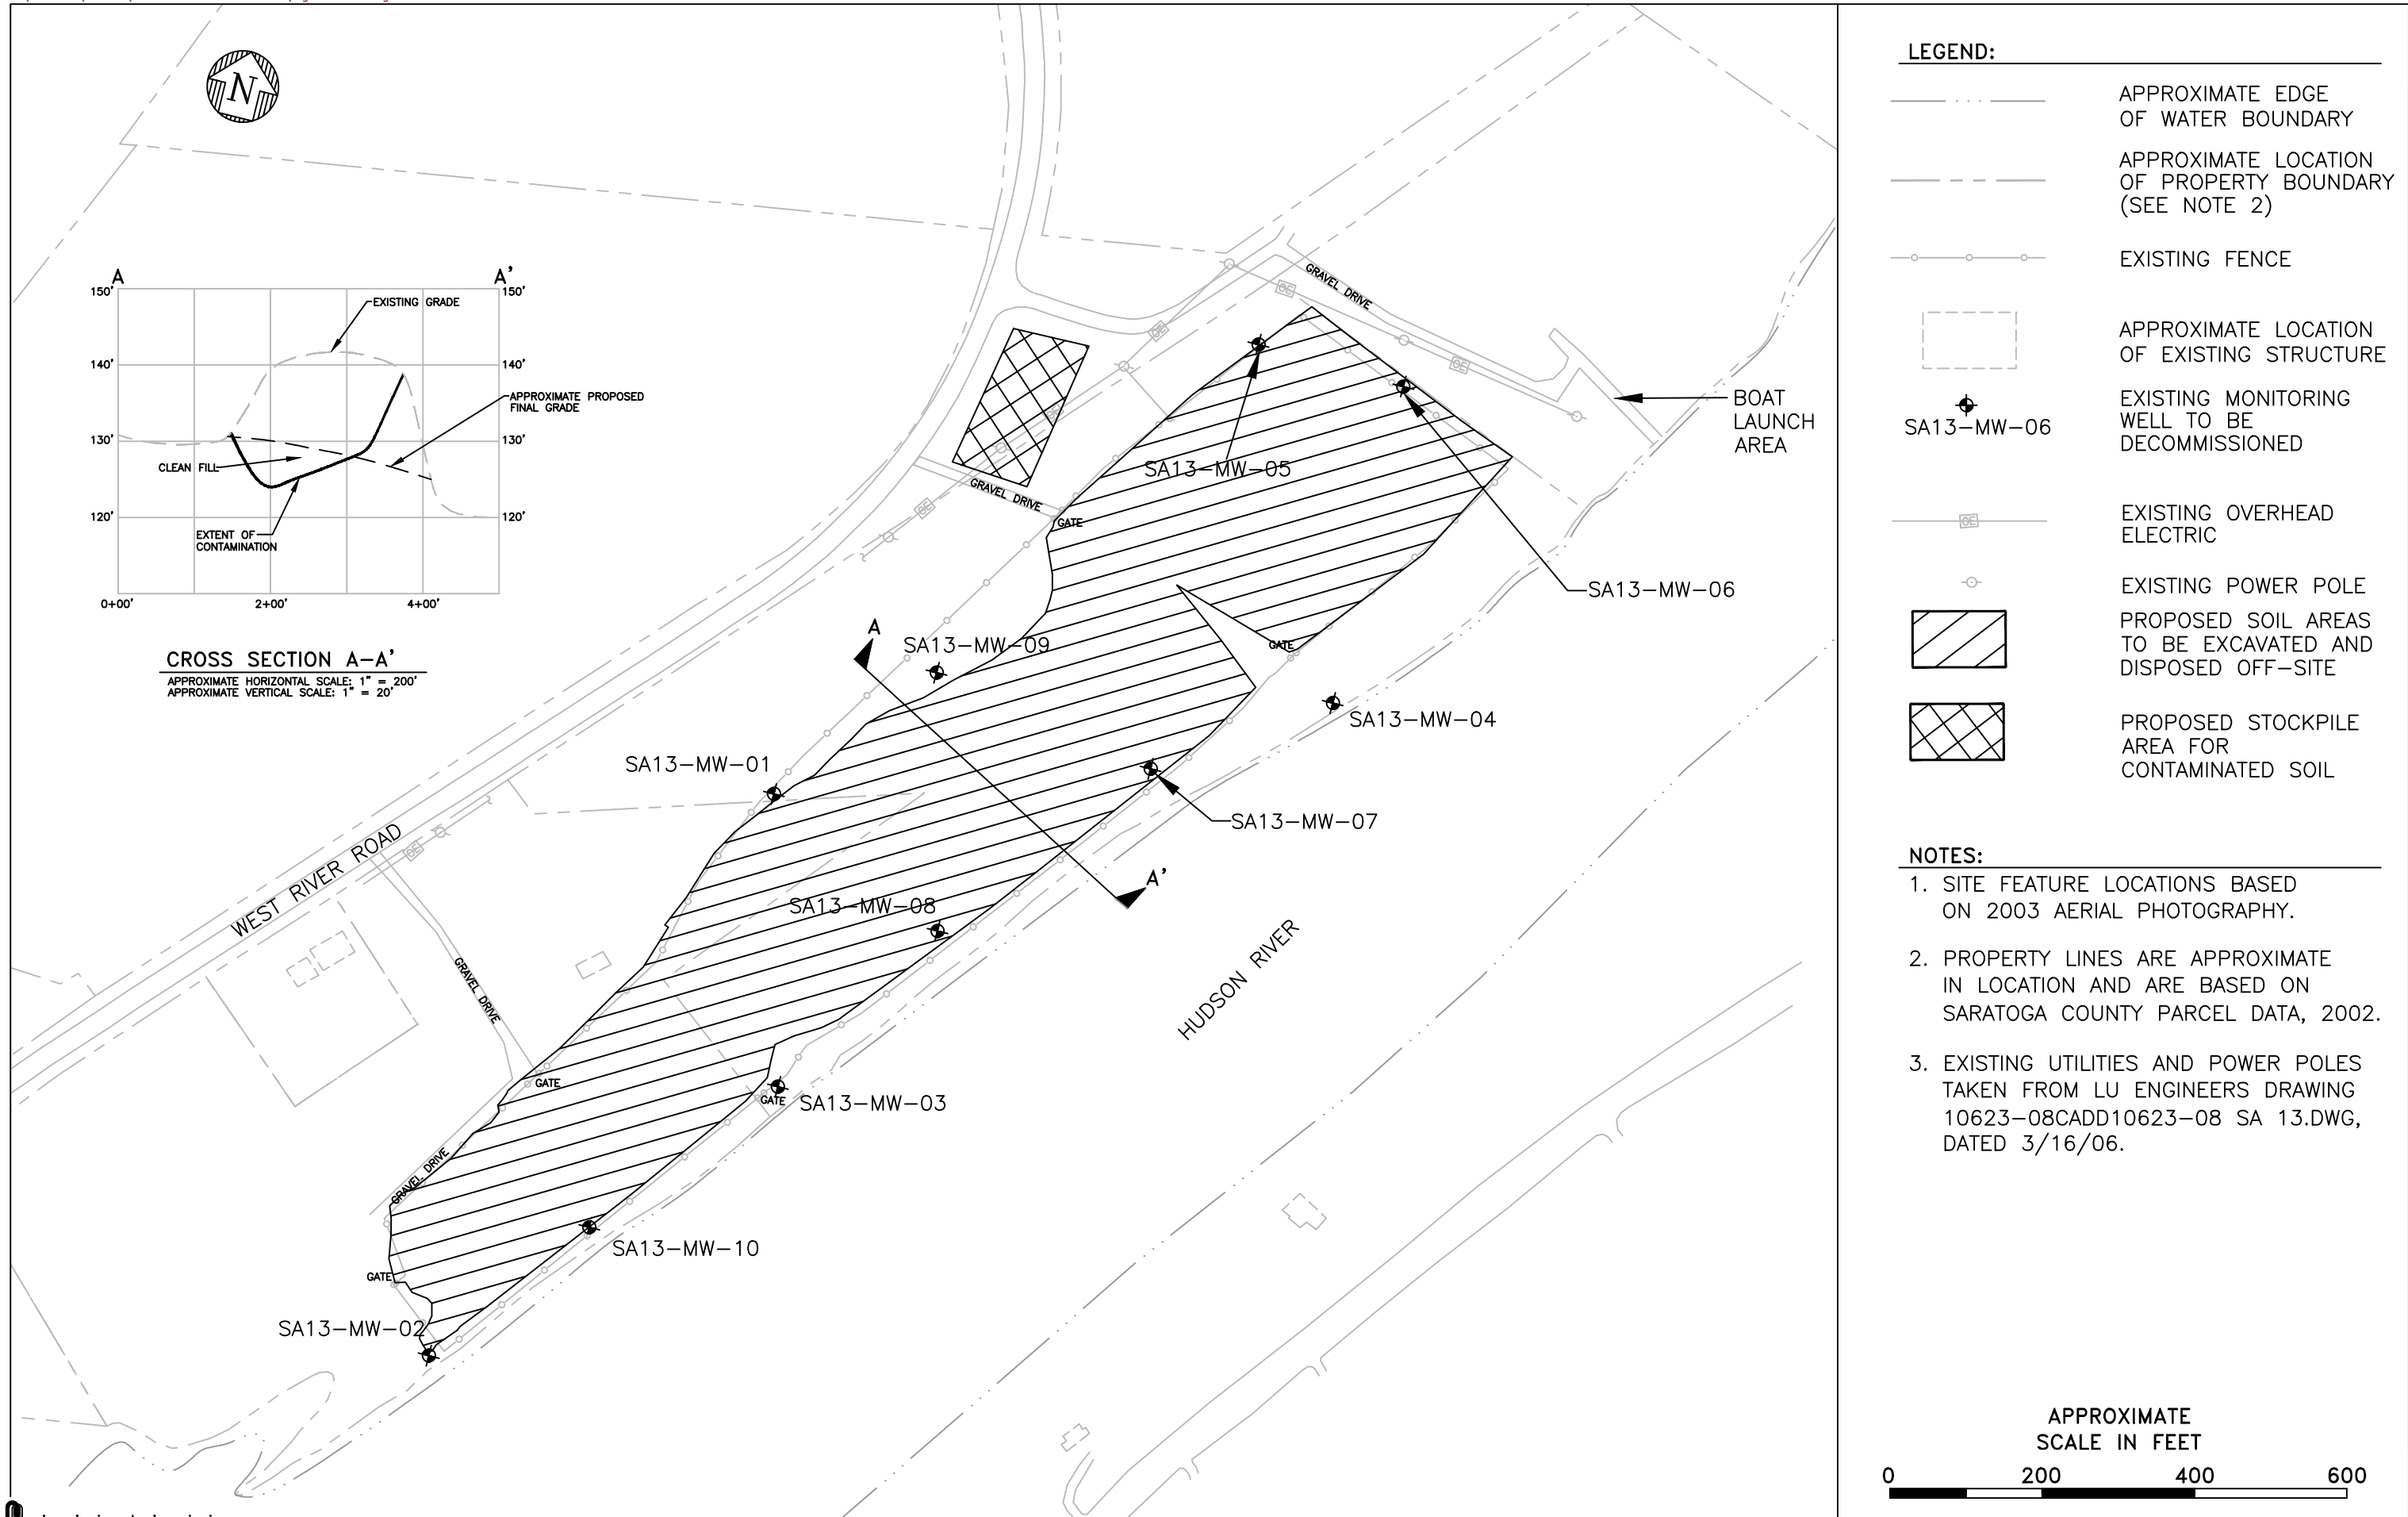 N
A
A'
150'
150'
EXISTING GRADE
140'
140'
APPROXIMATE PROPOSED
FINAL GRADE
130'
130'
CLEAN FILL
120'
120'
EXTENT OF
CONTAMINATION
0+00'
2+00'
4+00'
CROSS SECTION A-A'
APPROXIMATE HORIZONTAL SCALE: 1" = 200'
APPROXIMATE VERTICAL SCALE: 1" = 20'
GRAVEL DRIVE
OE
OE
OE
BOAT
LAUNCH
AREA
SA13-MW-05
GRAVEL DRIVE
OE
GATE
SA13-MW-06
A
SA13-MW-09
GATE
SA13-MW-04
SA13-MW-01
SA13-MW-07
WEST RIVER ROAD
OE
A'
SA13-MW-08
HUDSON RIVER
GRAVEL DRIVE
GATE
GATE
SA13-MW-03
GRAVEL DRIVE
SA13-MW-10
GATE
SA13-MW-02
LEGEND:
APPROXIMATE EDGE
OF WATER BOUNDARY
APPROXIMATE LOCATION
OF PROPERTY BOUNDARY
(SEE NOTE 2)
EXISTING FENCE
APPROXIMATE LOCATION
OF EXISTING STRUCTURE
SA13-MW-06
EXISTING MONITORING
WELL TO BE
DECOMMISSIONED
OE
EXISTING OVERHEAD
ELECTRIC
EXISTING POWER POLE
PROPOSED SOIL AREAS
TO BE EXCAVATED AND
DISPOSED OFF-SITE
PROPOSED STOCKPILE
AREA FOR
CONTAMINATED SOIL
NOTES:
1. SITE FEATURE LOCATIONS BASED
ON 2003 AERIAL PHOTOGRAPHY.
2. PROPERTY LINES ARE APPROXIMATE
IN LOCATION AND ARE BASED ON
SARATOGA COUNTY PARCEL DATA, 2002.
3. EXISTING UTILITIES AND POWER POLES
TAKEN FROM LU ENGINEERS DRAWING
10623-08CADD10623-08 SA 13.DWG,
DATED 3/16/06.
APPROXIMATE
SCALE IN FEET
0 200 400 600